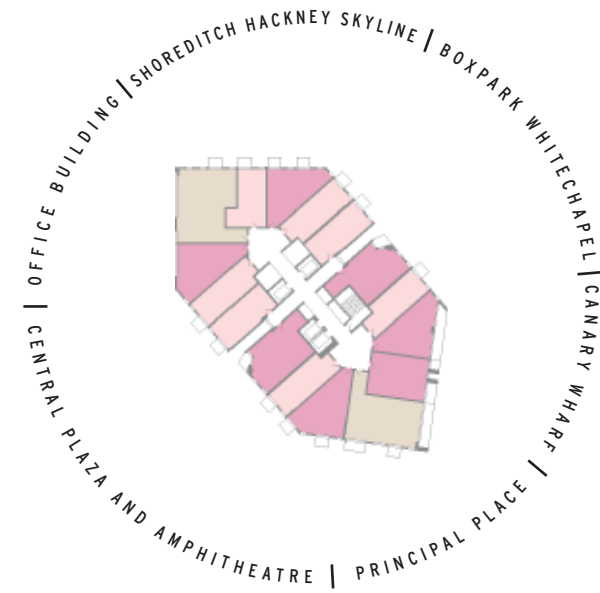 OFFICE BUILDING | SHOREDITCH HACKNEY SKYLINE | BOXPARK WHITECHAPEL | CANARY WHARF |
CENTRAL PLAZA AND AMPHITHEATRE | PRINCIPAL PLACE |